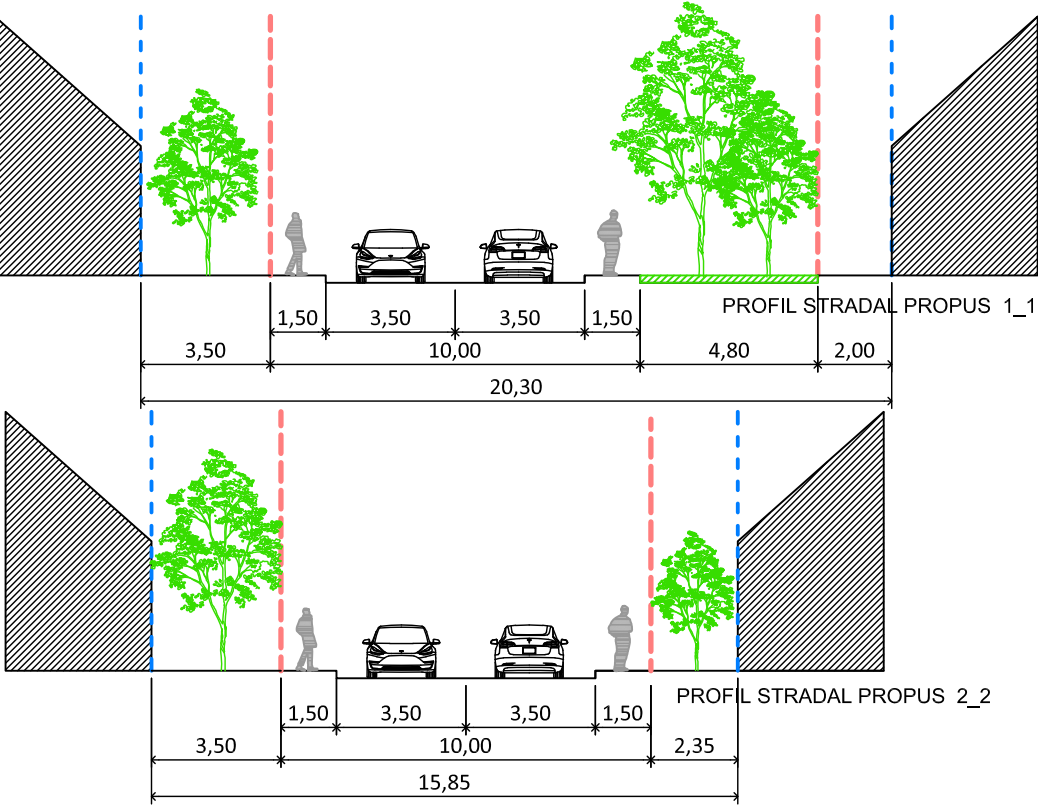 PROFIL STRADAL PROPUS 1_1
1,50 3,50 3,50 1,50
3,50 10,00 4,80 2,00
20,30
PROFIL STRADAL PROPUS 2_2
1,50 3,50 3,50 1,50
3,50 10,00 2,35
15,85